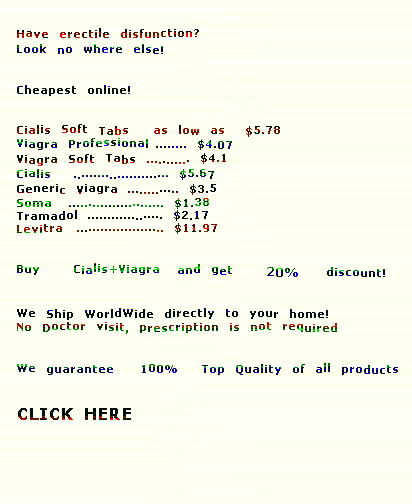 Have erectile disfunction?
Look no where else!
Cheapest online!
Cialis Soft Tabs as low as $5.78
Viagra Professional ........ $4.07
Viagra Soft Tabs ........... $4.1
Cialis ........................ $5.67
Generic viagra ............. $3.5
Soma ........................ $1.38
Tramadol ................... $2.17
Levitra ...................... $11.97
Buy Cialis+Viagra and get 20% discount!
We Ship WorldWide directly to your home!
No Doctor visit, prescription is not required
We guarantee 100% Top Quality of all products
CLICK HERE